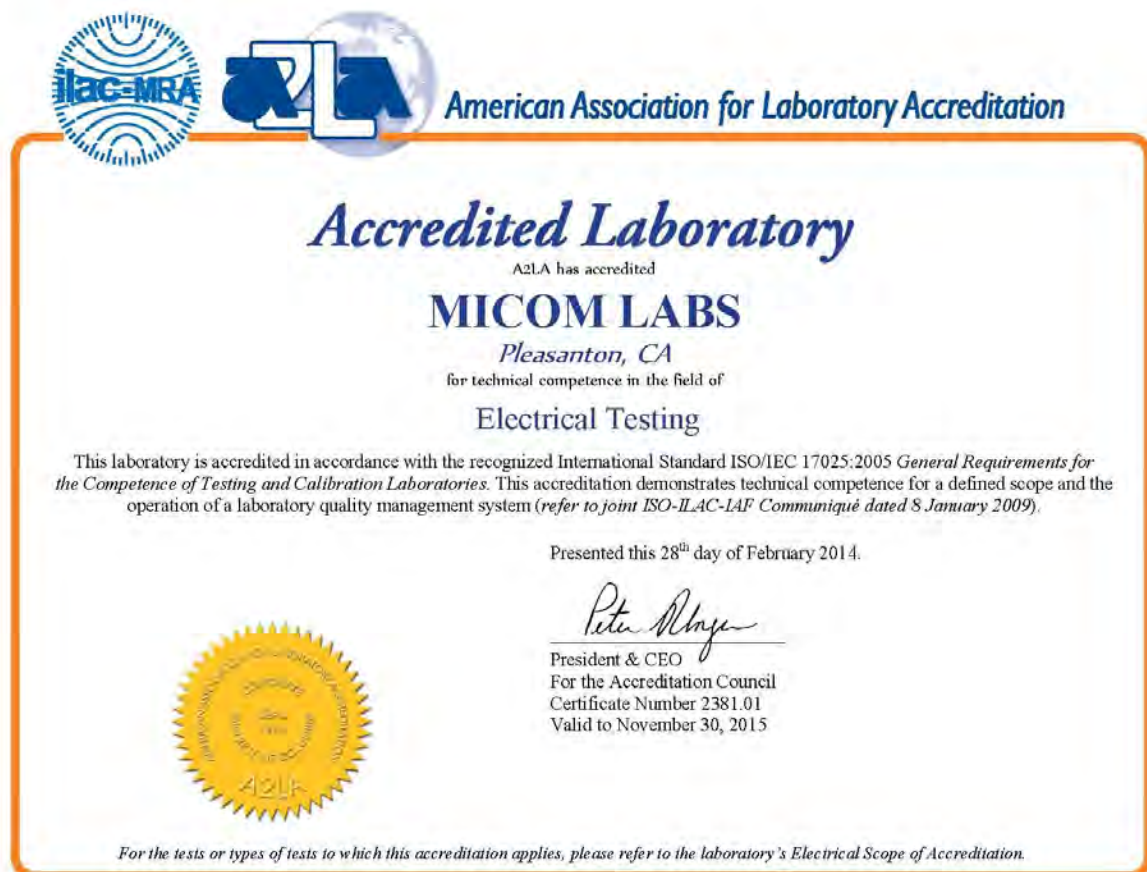 ilac-MRA
A2LA
American Association for Laboratory Accreditation
Accredited Laboratory
A2LA has accredited
MICOM LABS
Pleasanton, CA
for technical competence in the field of
Electrical Testing
This laboratory is accredited in accordance with the recognized International Standard ISO/IEC 17025:2005 General Requirements for
the Competence of Testing and Calibration Laboratories. This accreditation demonstrates technical competence for a defined scope and the
operation of a laboratory quality management system (refer to joint ISO-ILAC-IAF Communiqué dated 8 January 2009).
Presented this 28th day of February 2014.
President & CEO
For the Accreditation Council
Certificate Number 2381.01
Valid to November 30, 2015
A2LA
For the tests or types of tests to which this accreditation applies, please refer to the laboratory's Electrical Scope of Accreditation.